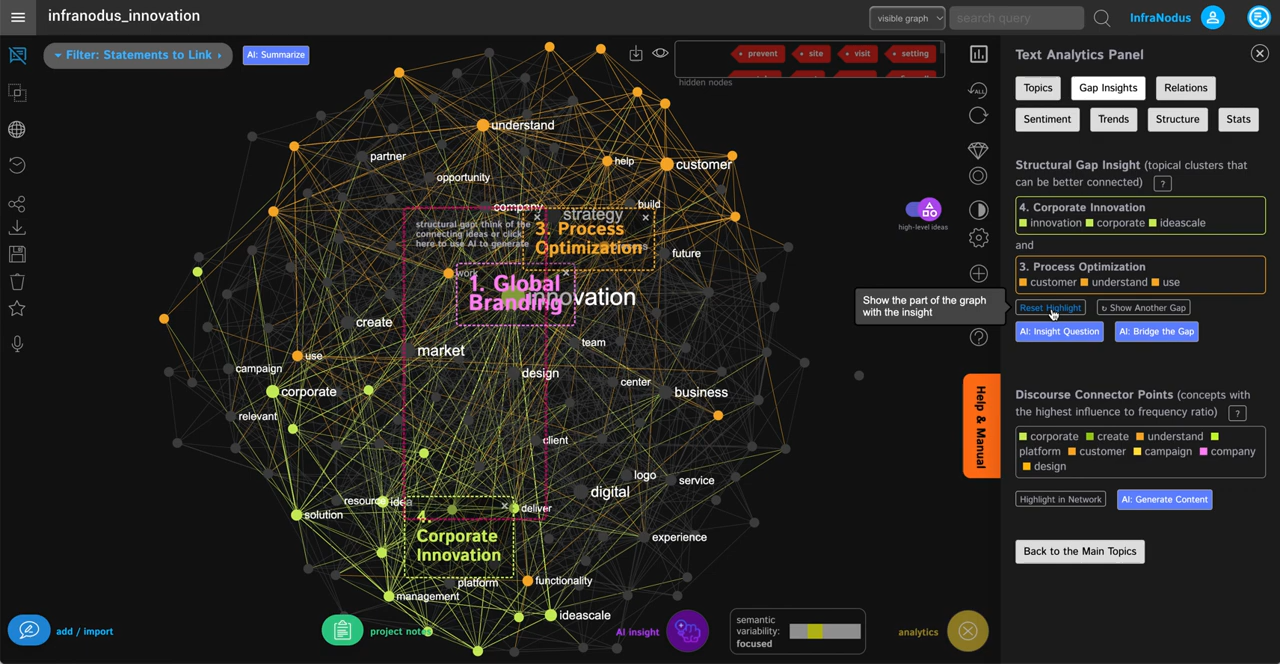 infranodus_innovation
visible graph
search query
InfraNodus
Filter: Statements to Link
AI: Summarize
prevent
site
visit
setting
hidden nodes
understand
partner
help
customer
opportunity
company
build
strategy
structural gap: think of the
connecting ideas or click
here to use AI to generate
3. Process
Optimization
future
high-level ideas
work
1. Global
Branding
innovation
create
market
team
use
campaign
design
center
corporate
business
relevant
client
logo
service
digital
resource
idea
solution
deliver
4.
Corporate
Innovation
experience
platform
functionality
management
ideascale
add / import
project notes
AI insight
semantic
variability:
focused
analytics
Show the part of the graph
with the insight
Help & Manual
ALL
Text Analytics Panel
Topics
Gap Insights
Relations
Sentiment
Trends
Structure
Stats
Structural Gap Insight (topical clusters that
can be better connected) ?
4. Corporate Innovation
innovation corporate ideascale
and
3. Process Optimization
customer understand use
Reset Highlight
↻ Show Another Gap
AI: Insight Question
AI: Bridge the Gap
Discourse Connector Points (concepts with
the highest influence to frequency ratio) ?
corporate create understand
platform customer campaign company
design
Highlight in Network
AI: Generate Content
Back to the Main Topics